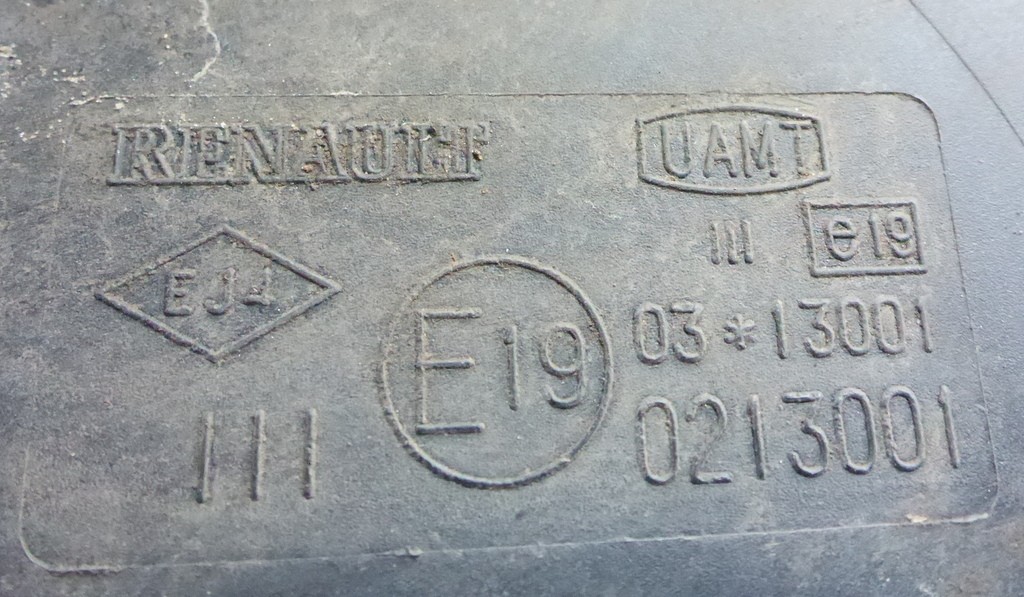 RENAULT UAMT
III e19
EJ4
03*13001
E19
III 0213001